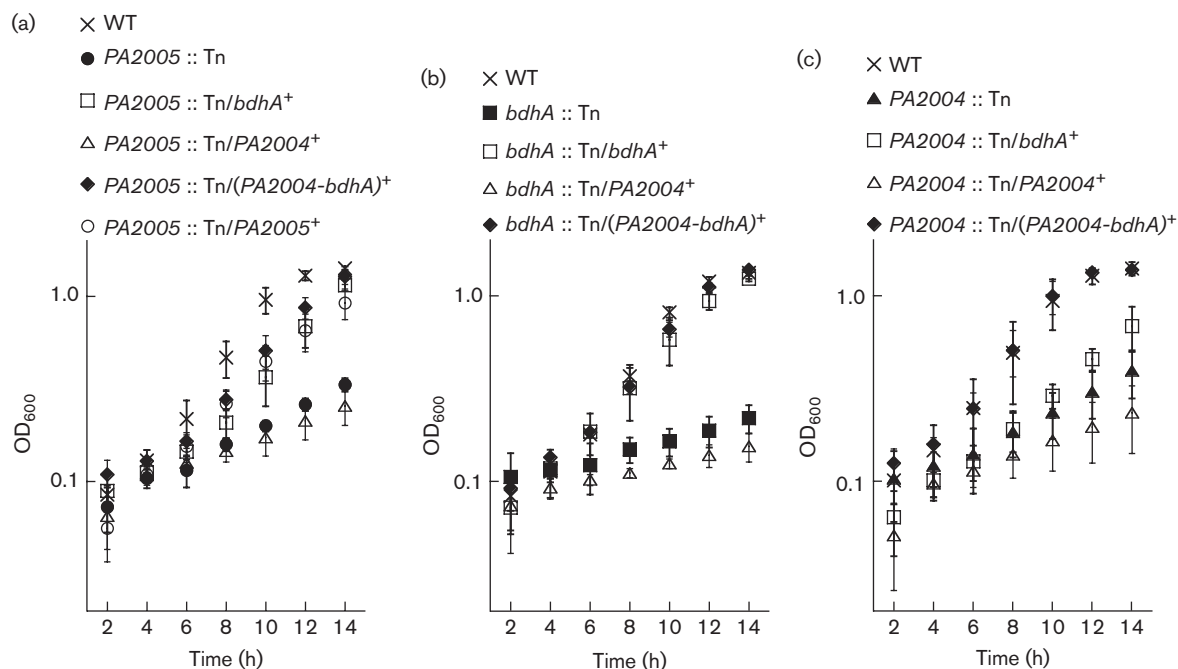 (a)
WT
PA2005 :: Tn
PA2005 :: Tn/bdhA+
PA2005 :: Tn/PA2004+
PA2005 :: Tn/(PA2004-bdhA)+
PA2005 :: Tn/PA2005+
OD600
1.0
0.1
2 4 6 8 10 12 14
Time (h)
(b)
WT
bdhA :: Tn
bdhA :: Tn/bdhA+
bdhA :: Tn/PA2004+
bdhA :: Tn/(PA2004-bdhA)+
OD600
1.0
0.1
2 4 6 8 10 12 14
Time (h)
(c)
WT
PA2004 :: Tn
PA2004 :: Tn/bdhA+
PA2004 :: Tn/PA2004+
PA2004 :: Tn/(PA2004-bdhA)+
OD600
1.0
0.1
2 4 6 8 10 12 14
Time (h)